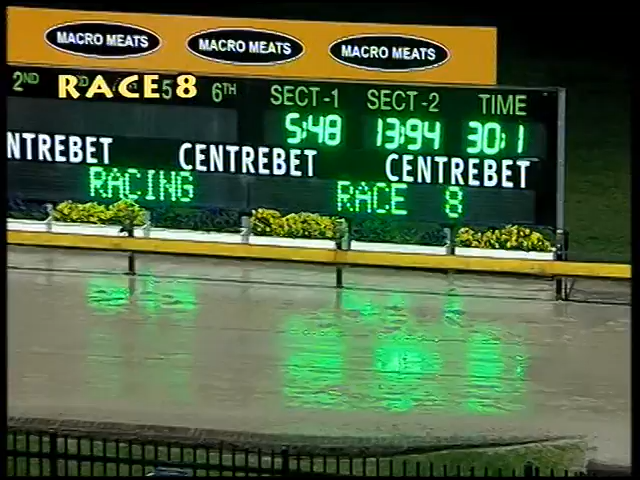 MACRO MEATS MACRO MEATS MACRO MEATS
2ND RACE 8 5 6TH SECT-1 SECT-2 TIME
5:48 13:94 30:1
NTREBET CENTREBET CENTREBET
RACING RACE 8